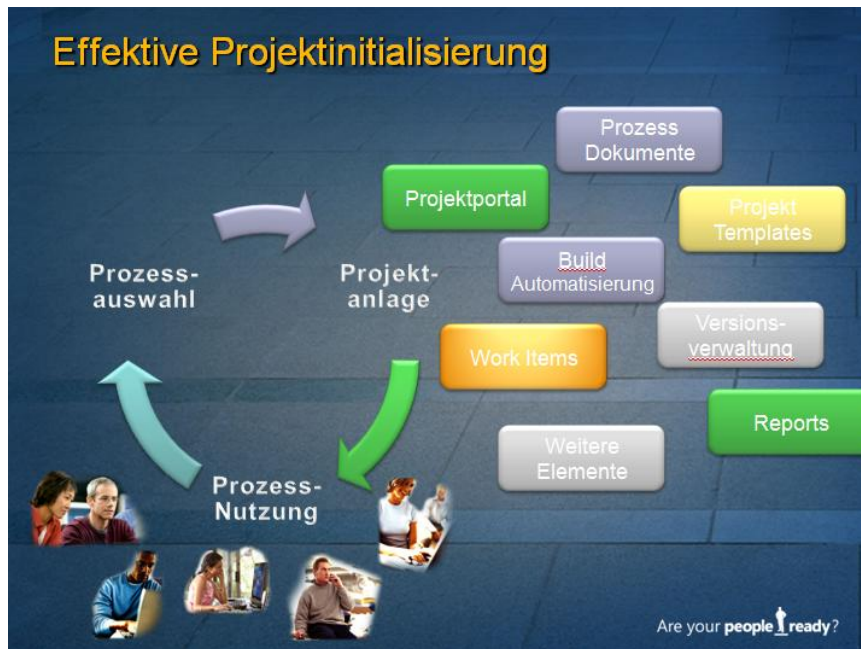 Effektive Projektinitialisierung
Prozess
Dokumente
Projektportal
Projekt
Templates
Build
Automatisierung
Prozess-
auswahl
Projekt-
anlage
Versions-
verwaltung
Work Items
Reports
Weitere
Elemente
Prozess-
Nutzung
Are your people ready?